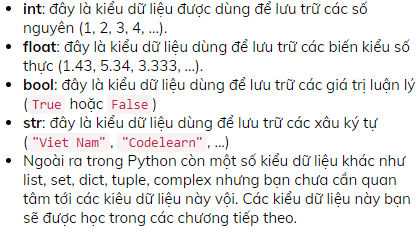 • int: đây là kiểu dữ liệu được dùng để lưu trữ các số
nguyên (1, 2, 3, 4, ...).
• float: đây là kiểu dữ liệu dùng để lưu trữ các biến kiểu số
thực (1.43, 5.34, 3.333, ...).
• bool: đây là kiểu dữ liệu dùng để lưu trữ các giá trị luận lý
( True hoặc False )
• str: đây là kiểu dữ liệu dùng để lưu trữ các xâu ký tự
( "Viet Nam" , "Codelearn" , ...)
• Ngoài ra trong Python còn một số kiểu dữ liệu khác như
list, set, dict, tuple, complex nhưng bạn chưa cần quan
tâm tới các kiêu dữ liệu này vội. Các kiểu dữ liệu này bạn
sẽ được học trong các chương tiếp theo.